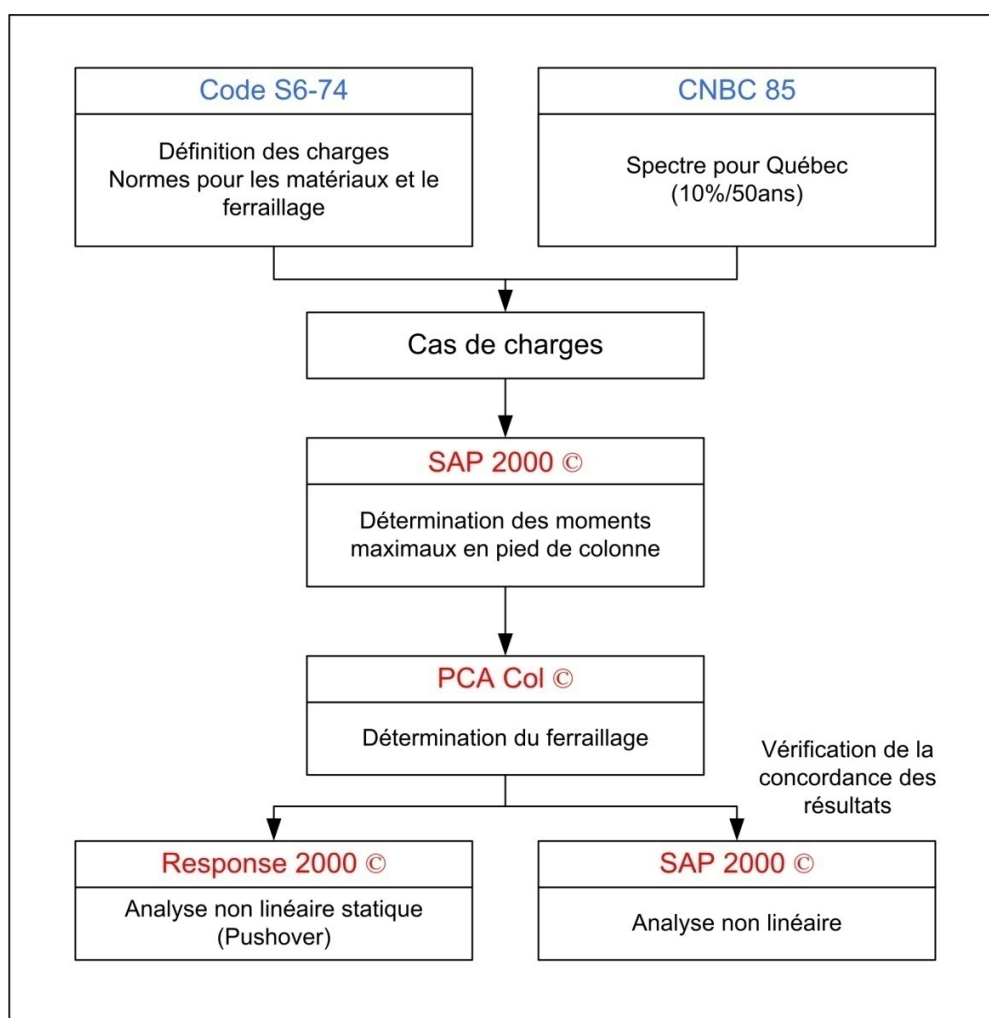 Code S6-74
Définition des charges
Normes pour les matériaux et le
ferraillage
CNBC 85
Spectre pour Québec
(10%/50ans)
Cas de charges
SAP 2000 ©
Détermination des moments
maximaux en pied de colonne
PCA Col ©
Détermination du ferraillage
Vérification de la
concordance des
résultats
Response 2000 ©
Analyse non linéaire statique
(Pushover)
SAP 2000 ©
Analyse non linéaire